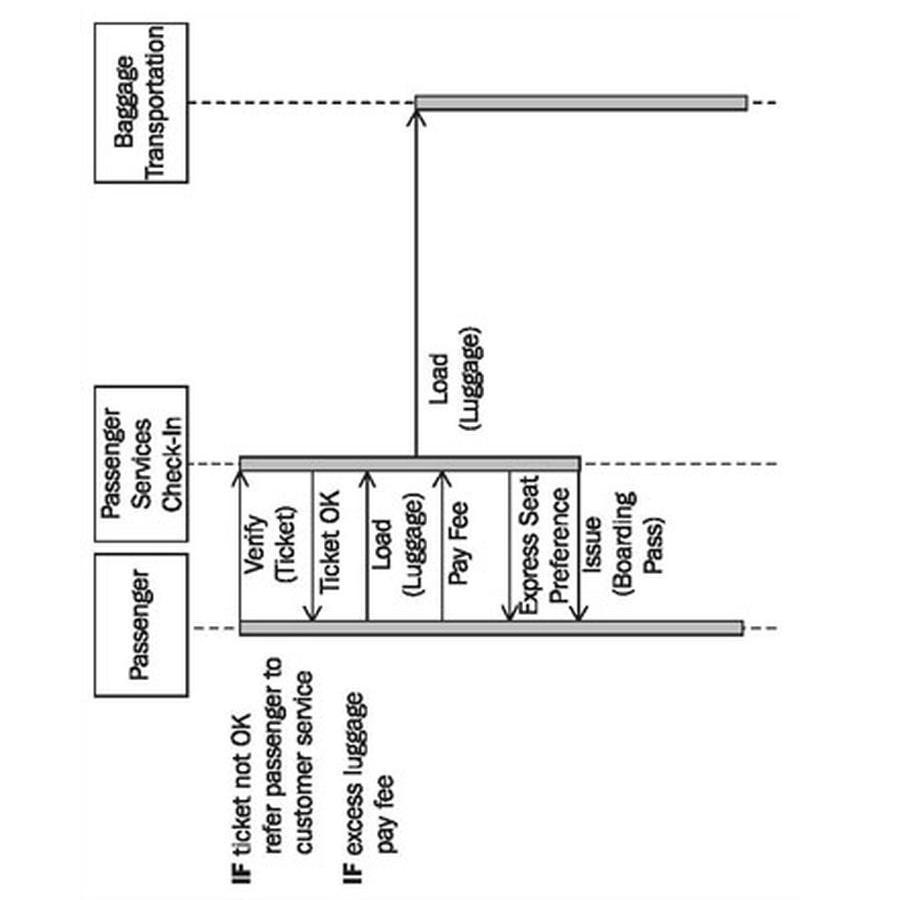 Passenger
Passenger
Services
Check-In
Baggage
Transportation
IF ticket not OK
refer passenger to
customer service
IF excess luggage
pay fee
Verify
(Ticket)
Ticket OK
Load
(Luggage)
Load
(Luggage)
Pay Fee
Express Seat
Preference
Issue
(Boarding
Pass)